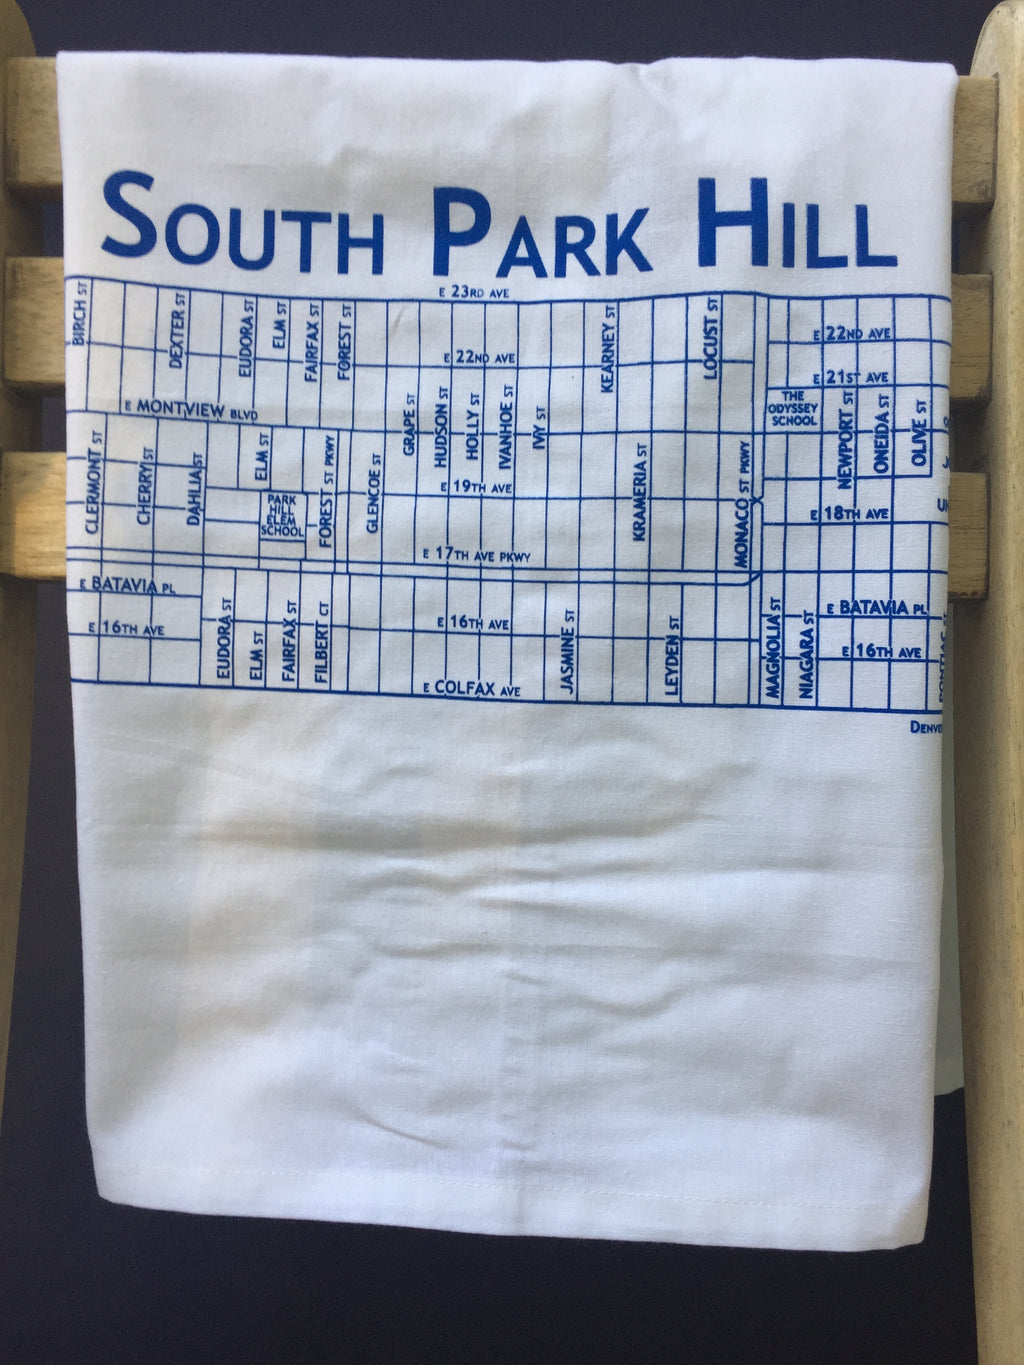 SOUTH PARK HILL
E 23RD AVE
BIRCH ST
DEXTER ST
EUDORA ST
ELM ST
FAIRFAX ST
FOREST ST
KEARNEY ST
LOCUST ST
E 22ND AVE
E 22ND AVE
E 21ST AVE
E MONTVIEW BLVD
GRAPE ST
HUDSON ST
HOLLY ST
IVANHOE ST
IVY ST
THE
ODYSSEY
SCHOOL
NEWPORT ST
ONEIDA ST
OLIVE ST
CLERMONT ST
CHERRY ST
DAHLIA ST
ELM ST
PARK
HILL
ELEM
SCHOOL
FOREST ST PKWY
GLENCOE ST
E 19TH AVE
KRAMERIA ST
MONACO ST PKWY
E 18TH AVE
E 17TH AVE PKWY
E BATAVIA PL
E 16TH AVE
EUDORA ST
ELM ST
FAIRFAX ST
FILBERT CT
E 16TH AVE
JASMINE ST
LEYDEN ST
MAGNOLIA ST
NIAGARA ST
E BATAVIA PL
E 16TH AVE
E COLFAX AVE